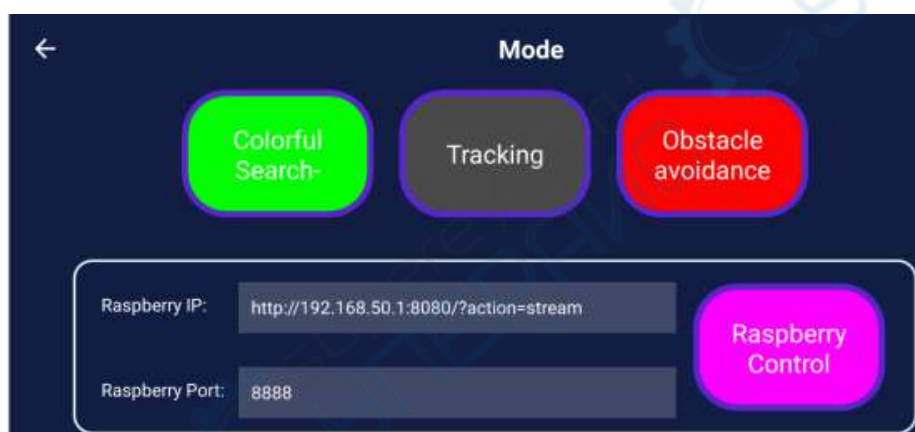 Mode
Colorful
Search-
Tracking
Obstacle
avoidance
Raspberry IP:
http://192.168.50.1:8080/?action=stream
Raspberry Port:
8888
Raspberry
Control